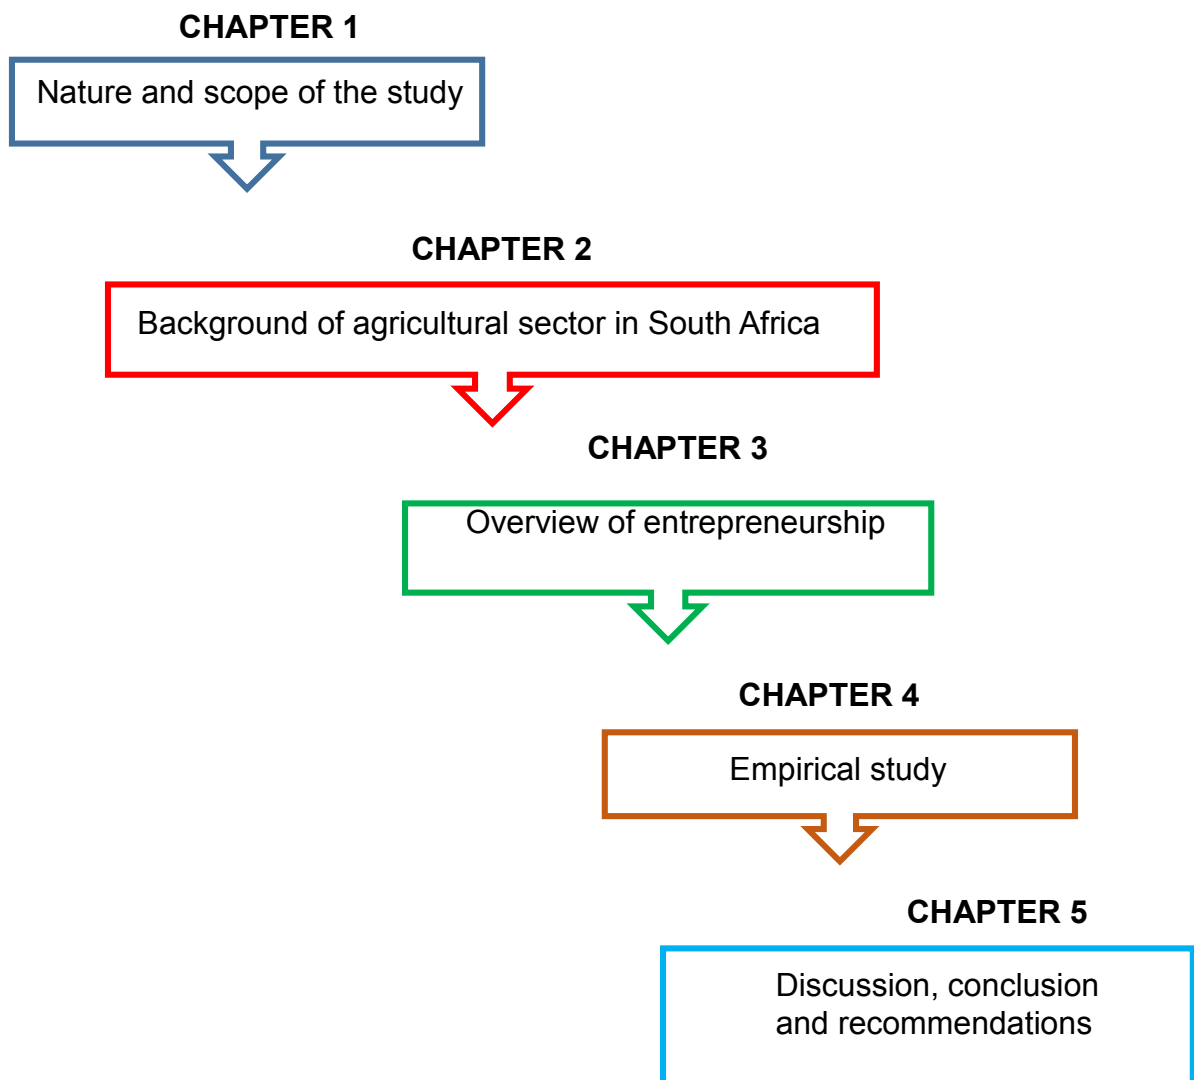 CHAPTER 1
Nature and scope of the study
CHAPTER 2
Background of agricultural sector in South Africa
CHAPTER 3
Overview of entrepreneurship
CHAPTER 4
Empirical study
CHAPTER 5
Discussion, conclusion
and recommendations